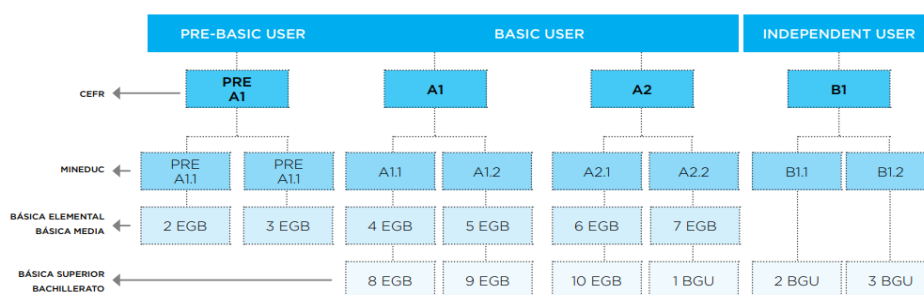 PRE-BASIC USER BASIC USER INDEPENDENT USER
CEFR PRE A1 A1 A2 B1
MINEDUC PRE A1.1 PRE A1.1 A1.1 A1.2 A2.1 A2.2 B1.1 B1.2
BÁSICA ELEMENTAL
BÁSICA MEDIA
2 EGB 3 EGB 4 EGB 5 EGB 6 EGB 7 EGB
BÁSICA SUPERIOR
BACHILLERATO
8 EGB 9 EGB 10 EGB 1 BGU 2 BGU 3 BGU